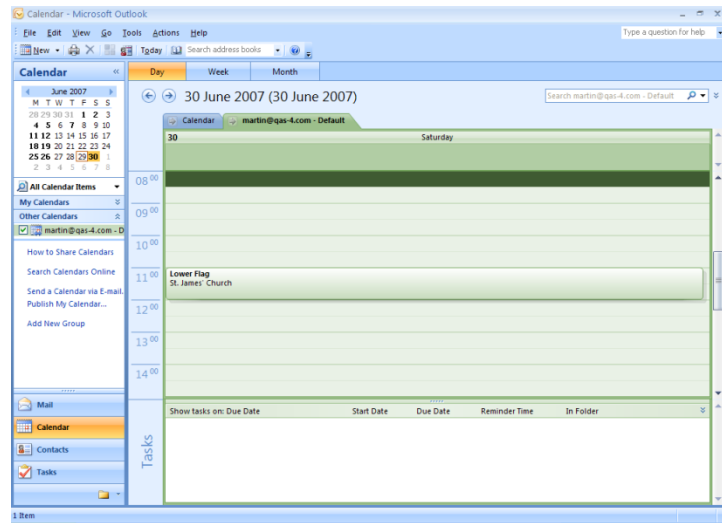 Calendar - Microsoft Outlook
File Edit View Go Tools Actions Help
Type a question for help
New Today Search address books
Calendar «
Day Week Month
June 2007
M T W T F S S
28 29 30 31 1 2 3
4 5 6 7 8 9 10
11 12 13 14 15 16 17
18 19 20 21 22 23 24
25 26 27 28 29 30 1
2 3 4 5 6 7 8
All Calendar Items
My Calendars
Other Calendars
martin@qas-4.com - D
How to Share Calendars
Search Calendars Online
Send a Calendar via E-mail.
Publish My Calendar...
Add New Group
Mail
Calendar
Contacts
Tasks
30 June 2007 (30 June 2007)
Search martin@qas-4.com - Default
Calendar martin@qas-4.com - Default
30 Saturday
08 00
09 00
10 00
11 00 Lower Flag
St. James' Church
12 00
13 00
14 00
Tasks
Show tasks on: Due Date Start Date Due Date Reminder Time In Folder
1 Item